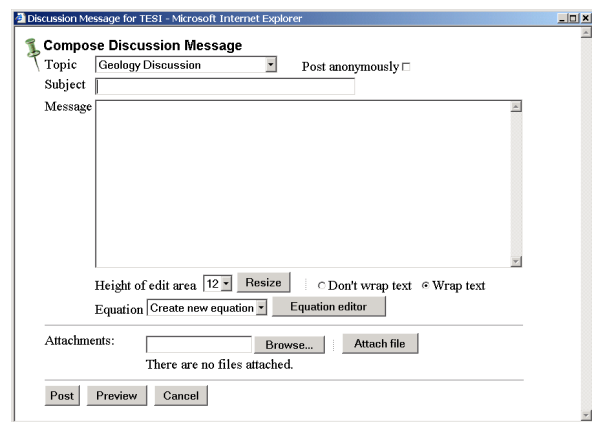 Discussion Message for TESI - Microsoft Internet Explorer
Compose Discussion Message
Topic Geology Discussion Post anonymously
Subject
Message
Height of edit area 12 Resize Don't wrap text Wrap text
Equation Create new equation Equation editor
Attachments: Browse... Attach file
There are no files attached.
Post Preview Cancel